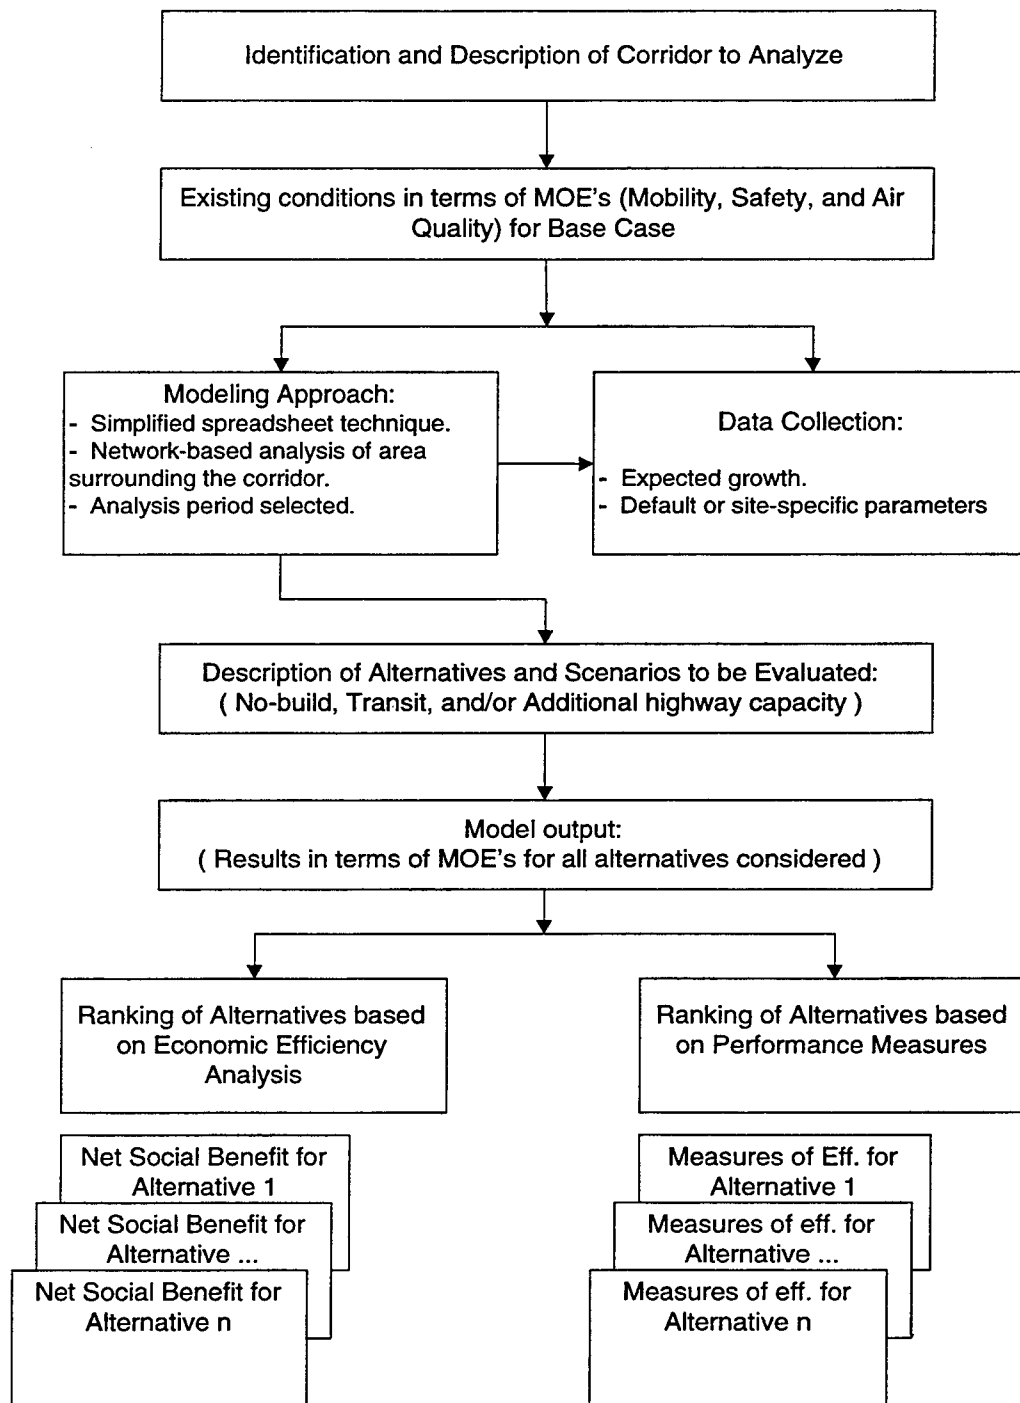 Identification and Description of Corridor to Analyze
Existing conditions in terms of MOE's (Mobility, Safety, and Air
Quality) for Base Case
Modeling Approach:
- Simplified spreadsheet technique.
- Network-based analysis of area
surrounding the corridor.
- Analysis period selected.
Data Collection:
- Expected growth.
- Default or site-specific parameters
Description of Alternatives and Scenarios to be Evaluated:
( No-build, Transit, and/or Additional highway capacity )
Model output:
( Results in terms of MOE's for all alternatives considered )
Ranking of Alternatives based
on Economic Efficiency
Analysis
Ranking of Alternatives based
on Performance Measures
Net Social Benefit for
Alternative 1
Net Social Benefit for
Alternative ...
Net Social Benefit for
Alternative n
Measures of Eff. for
Alternative 1
Measures of eff. for
Alternative ...
Measures of eff. for
Alternative n